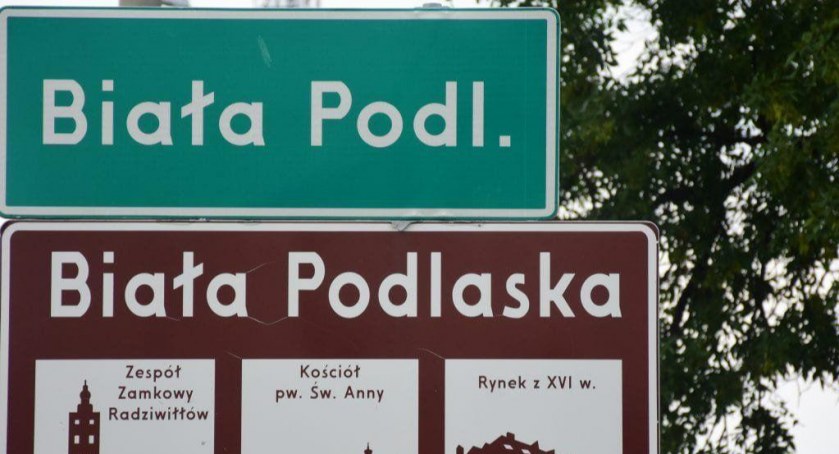 Biała Podl.
Biała Podlaska
Zespół
Zamkowy
Radziwiłłów
Kościół
pw. Św. Anny
Rynek z XVI w.